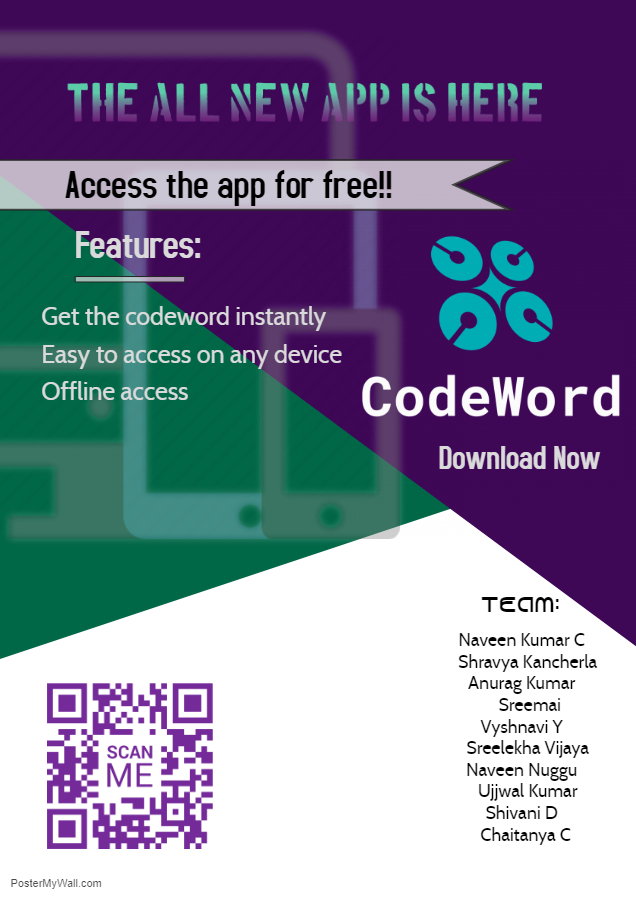 THE ALL NEW APP IS HERE
Access the app for free!!
Features:
Get the codeword instantly
Easy to access on any device
Offline access
CodeWord
Download Now
TEAM:
Naveen Kumar C
Shravya Kancherla
Anurag Kumar
Sreemai
Vyshnavi Y
Sreelekha Vijaya
Naveen Nuggu
Ujjwal Kumar
Shivani D
Chaitanya C
SCAN
ME
PosterMyWall.com